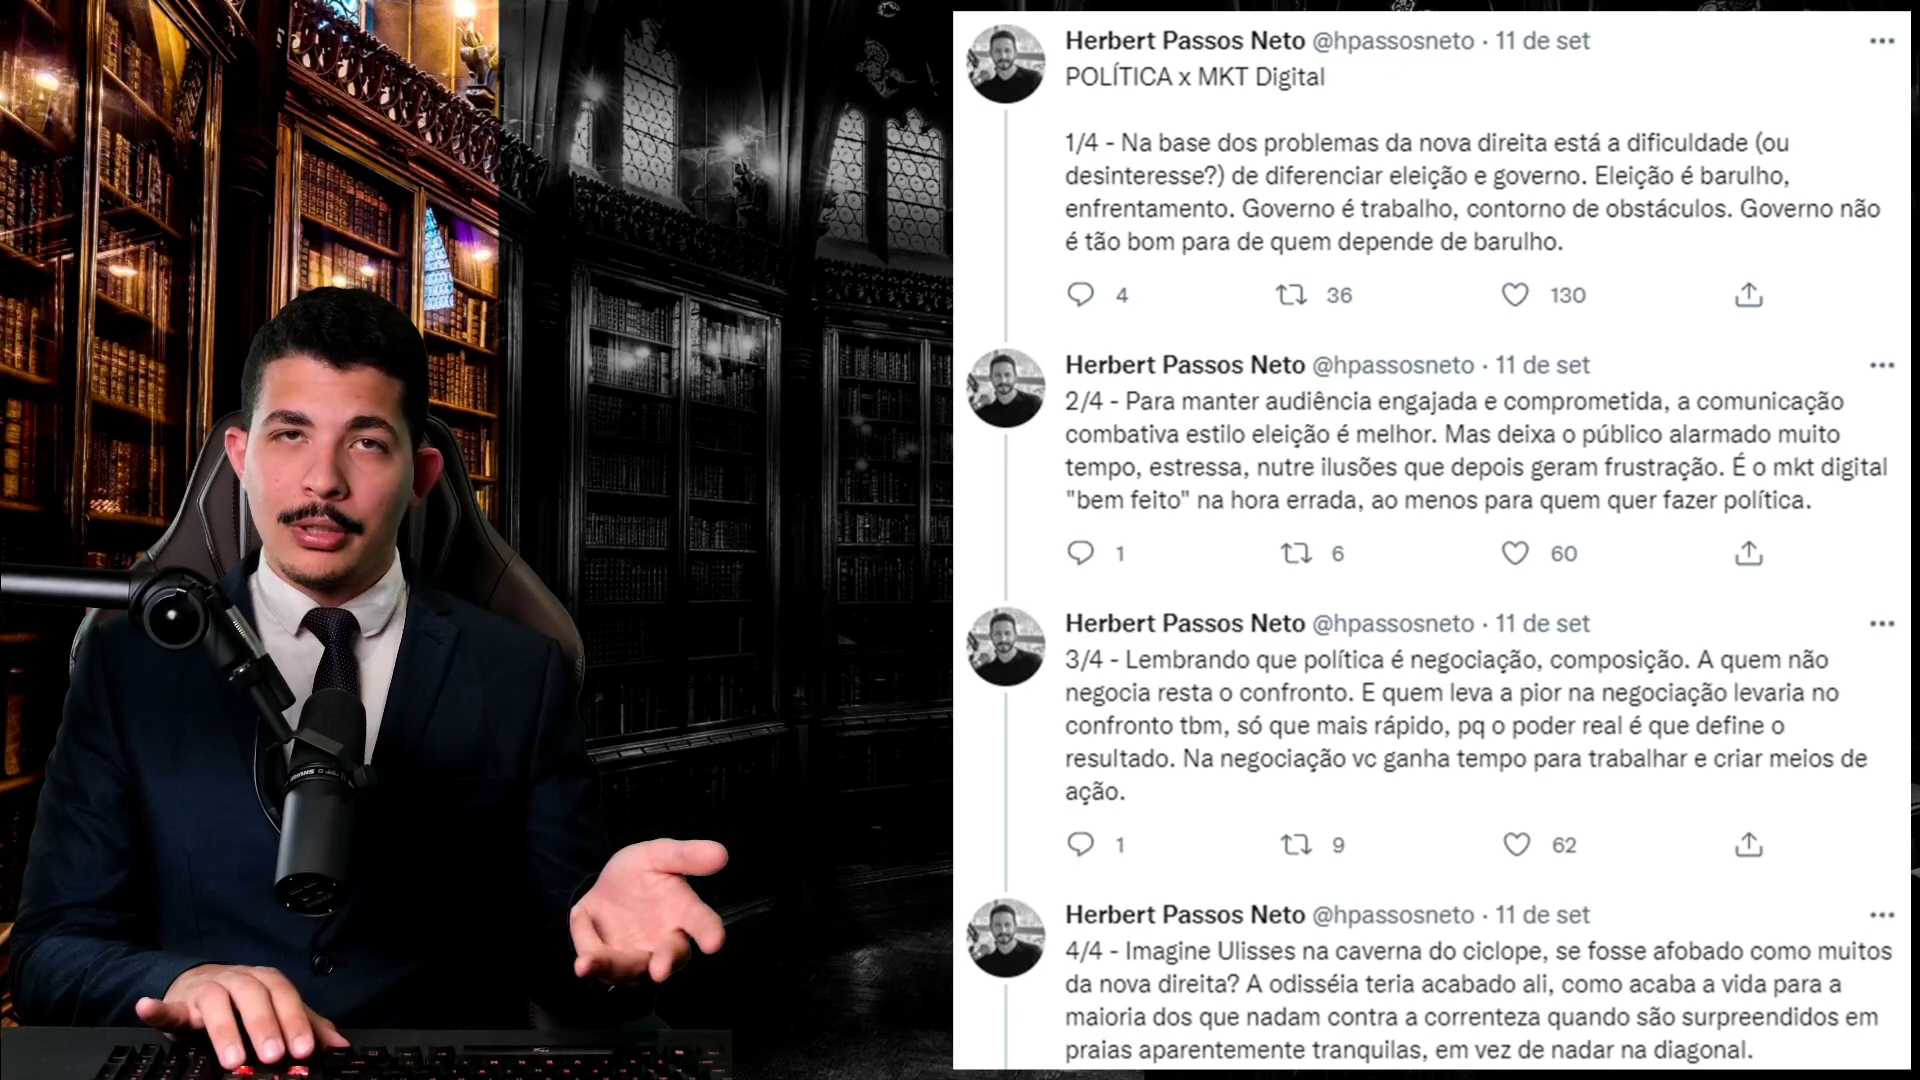 Herbert Passos Neto @hpassosneto · 11 de set
POLÍTICA x MKT Digital
1/4 - Na base dos problemas da nova direita está a dificuldade (ou
desinteresse?) de diferenciar eleição e governo. Eleição é barulho,
enfrentamento. Governo é trabalho, contorno de obstáculos. Governo não
é tão bom para de quem depende de barulho.
4 36 130
Herbert Passos Neto @hpassosneto · 11 de set
2/4 - Para manter audiência engajada e comprometida, a comunicação
combativa estilo eleição é melhor. Mas deixa o público alarmado muito
tempo, estressa, nutre ilusões que depois geram frustração. É o mkt digital
"bem feito" na hora errada, ao menos para quem quer fazer política.
1 6 60
Herbert Passos Neto @hpassosneto · 11 de set
3/4 - Lembrando que política é negociação, composição. A quem não
negocia resta o confronto. E quem leva a pior na negociação levaria no
confronto tbm, só que mais rápido, pq o poder real é que define o
resultado. Na negociação vc ganha tempo para trabalhar e criar meios de
ação.
1 9 62
Herbert Passos Neto @hpassosneto · 11 de set
4/4 - Imagine Ulisses na caverna do ciclope, se fosse afobado como muitos
da nova direita? A odisséia teria acabado ali, como acaba a vida para a
maioria dos que nadam contra a correnteza quando são surpreendidos em
praias aparentemente tranquilas, em vez de nadar na diagonal.
SHURE